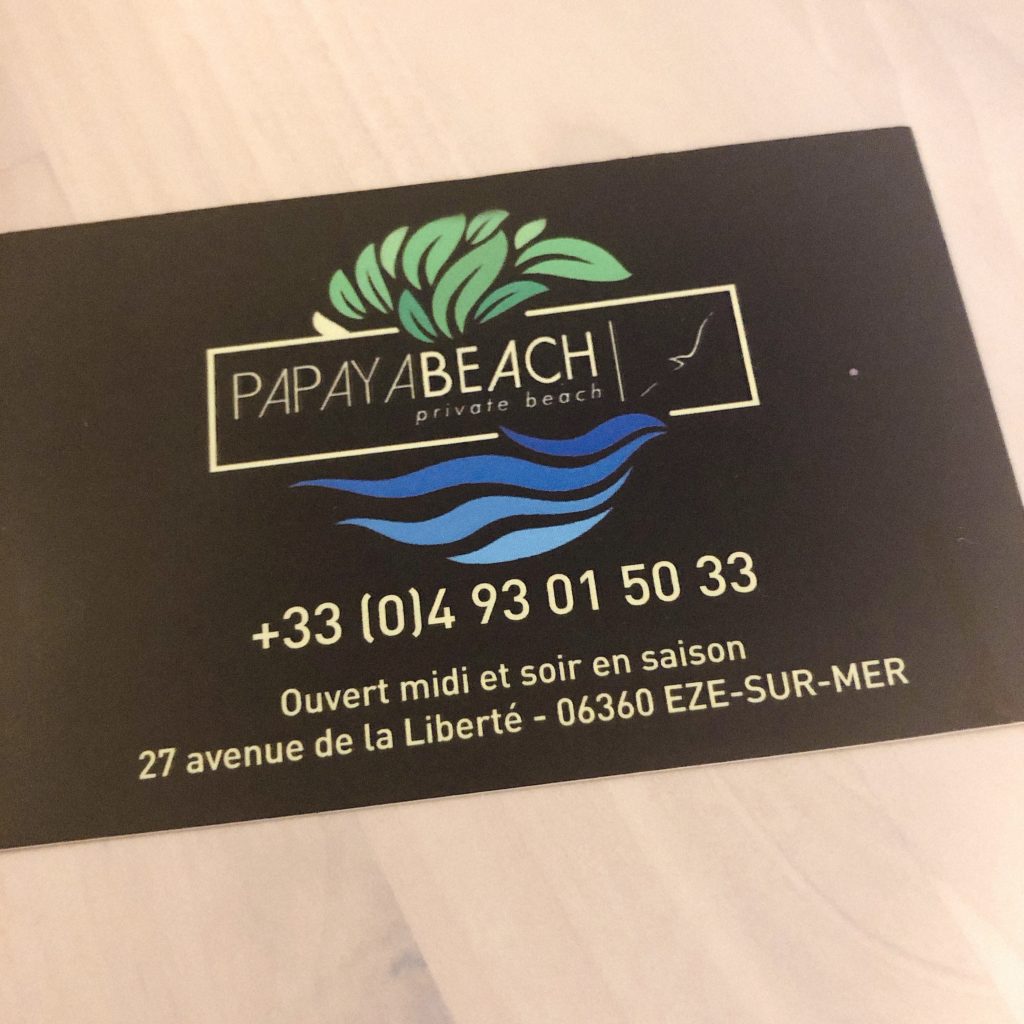 PAPAYABEACH
private beach
+33 (0)4 93 01 50 33
Ouvert midi et soir en saison
27 avenue de la Liberté - 06360 EZE-SUR-MER